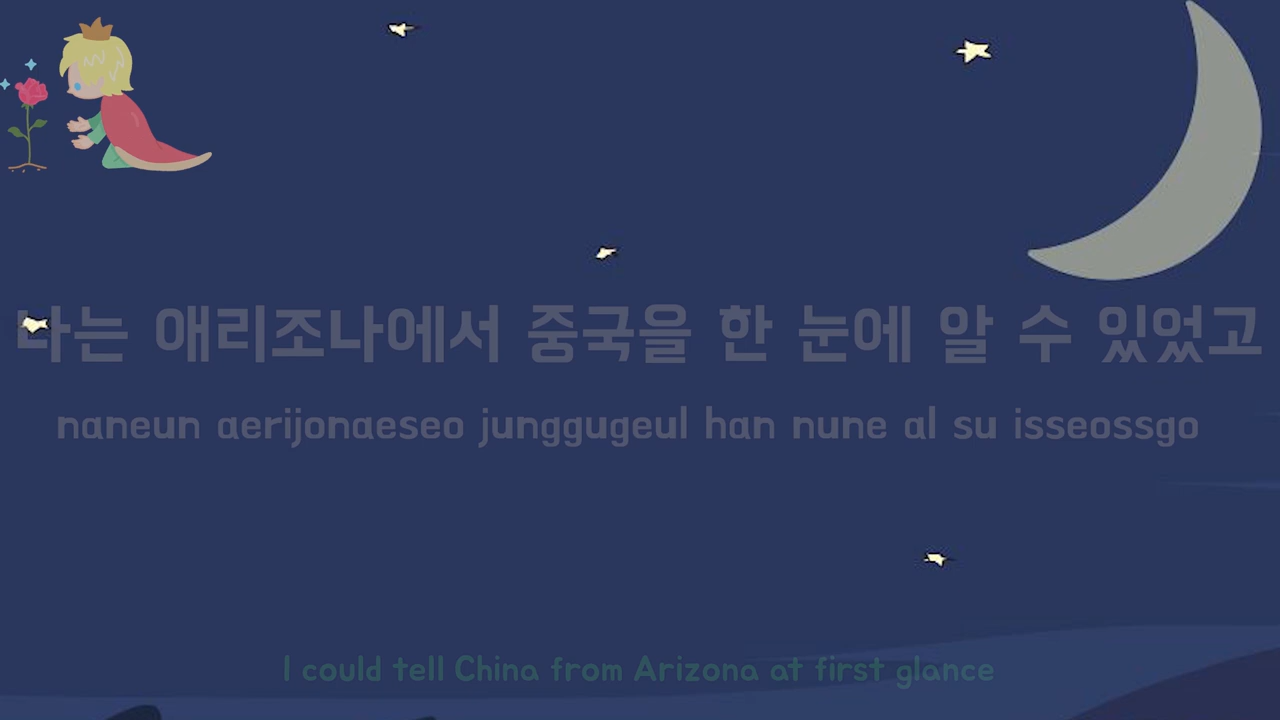 나는 애리조나에서 중국을 한 눈에 알 수 있었고
naneun aerijonaeseo junggugeul han nune al su isseossgo
I could tell China from Arizona at first glance